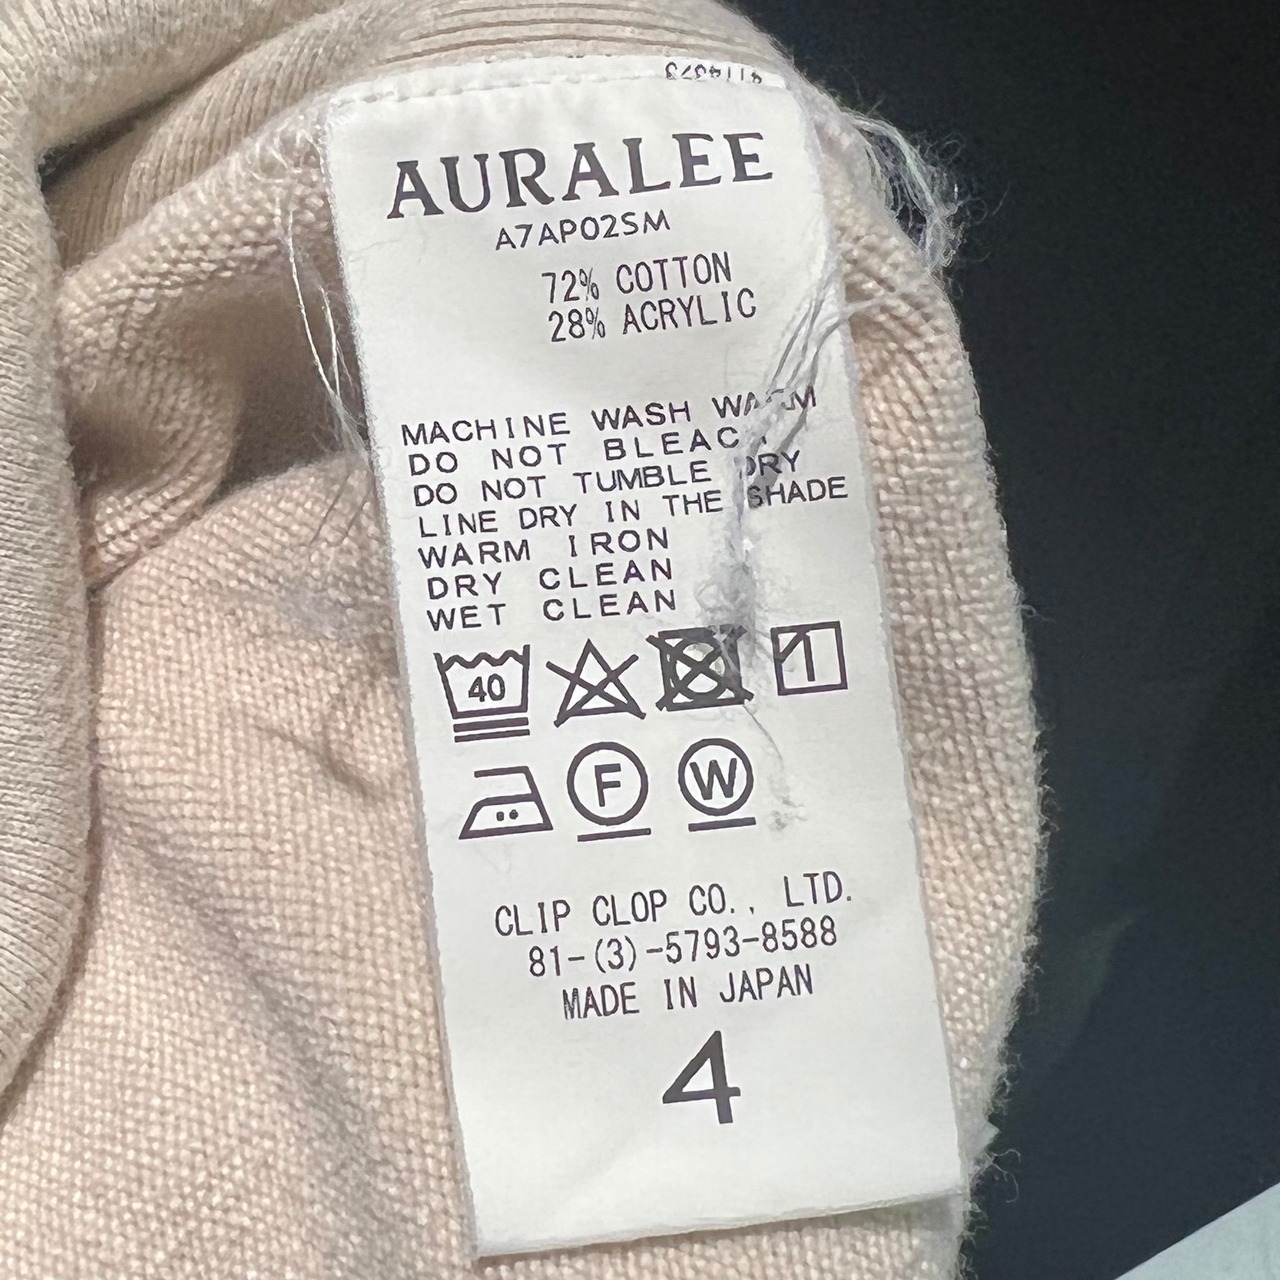 AURALEE
A7AP02SM
72% COTTON
28% ACRYLIC
MACHINE WASH WARM
DO NOT BLEACH
DO NOT TUMBLE DRY
LINE DRY IN THE SHADE
WARM IRON
DRY CLEAN
WET CLEAN
40
F W
CLIP CLOP CO., LTD.
81-(3)-5793-8588
MADE IN JAPAN
4